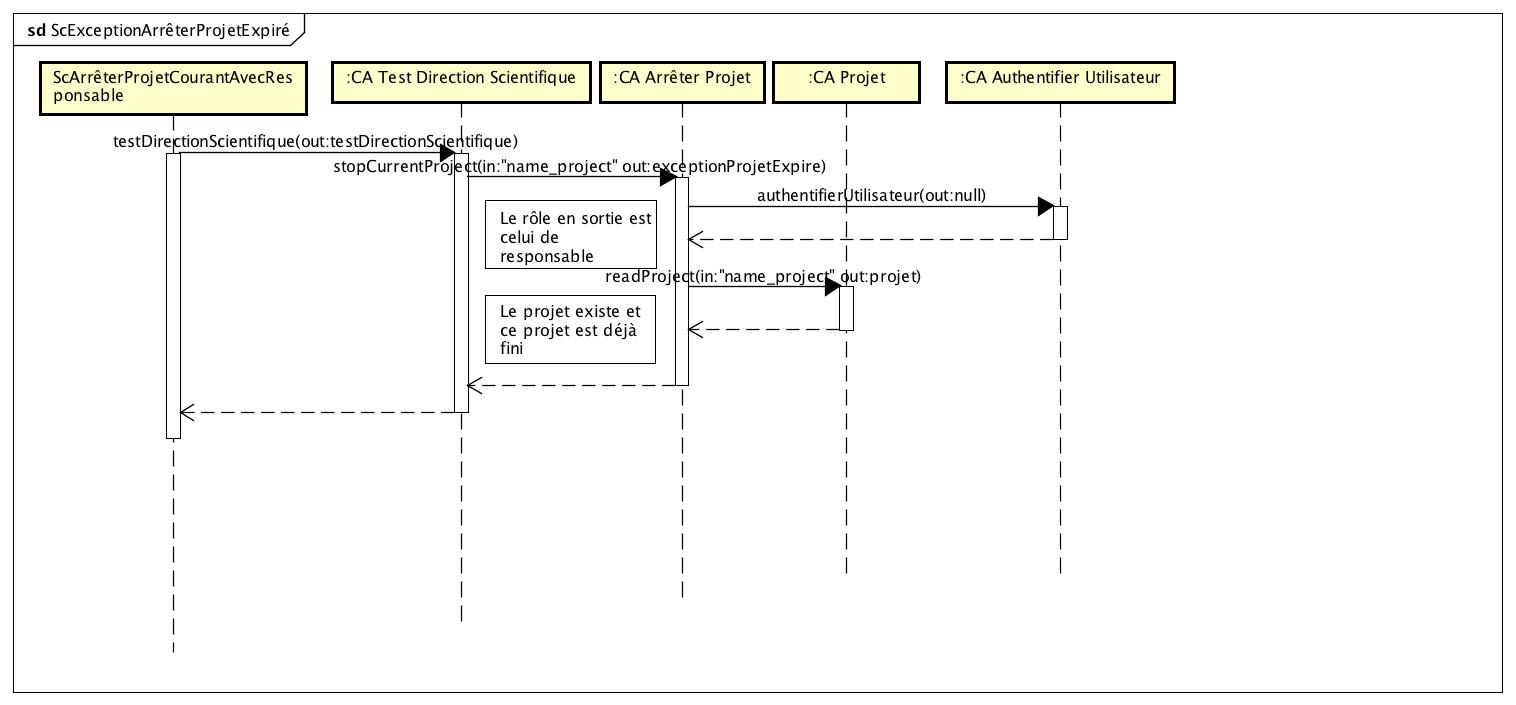 sd ScExceptionArrêterProjetExpiré
ScArrêterProjetCourantAvecRes
ponsable
:CA Test Direction Scientifique
:CA Arrêter Projet
:CA Projet
:CA Authentifier Utilisateur
testDirectionScientifique(out:testDirectionScientifique)
stopCurrentProject(in:"name_project" out:exceptionProjetExpire)
authentifierUtilisateur(out:null)
Le rôle en sortie est
celui de
responsable
readProject(in:"name_project" out:projet)
Le projet existe et
ce projet est déjà
fini